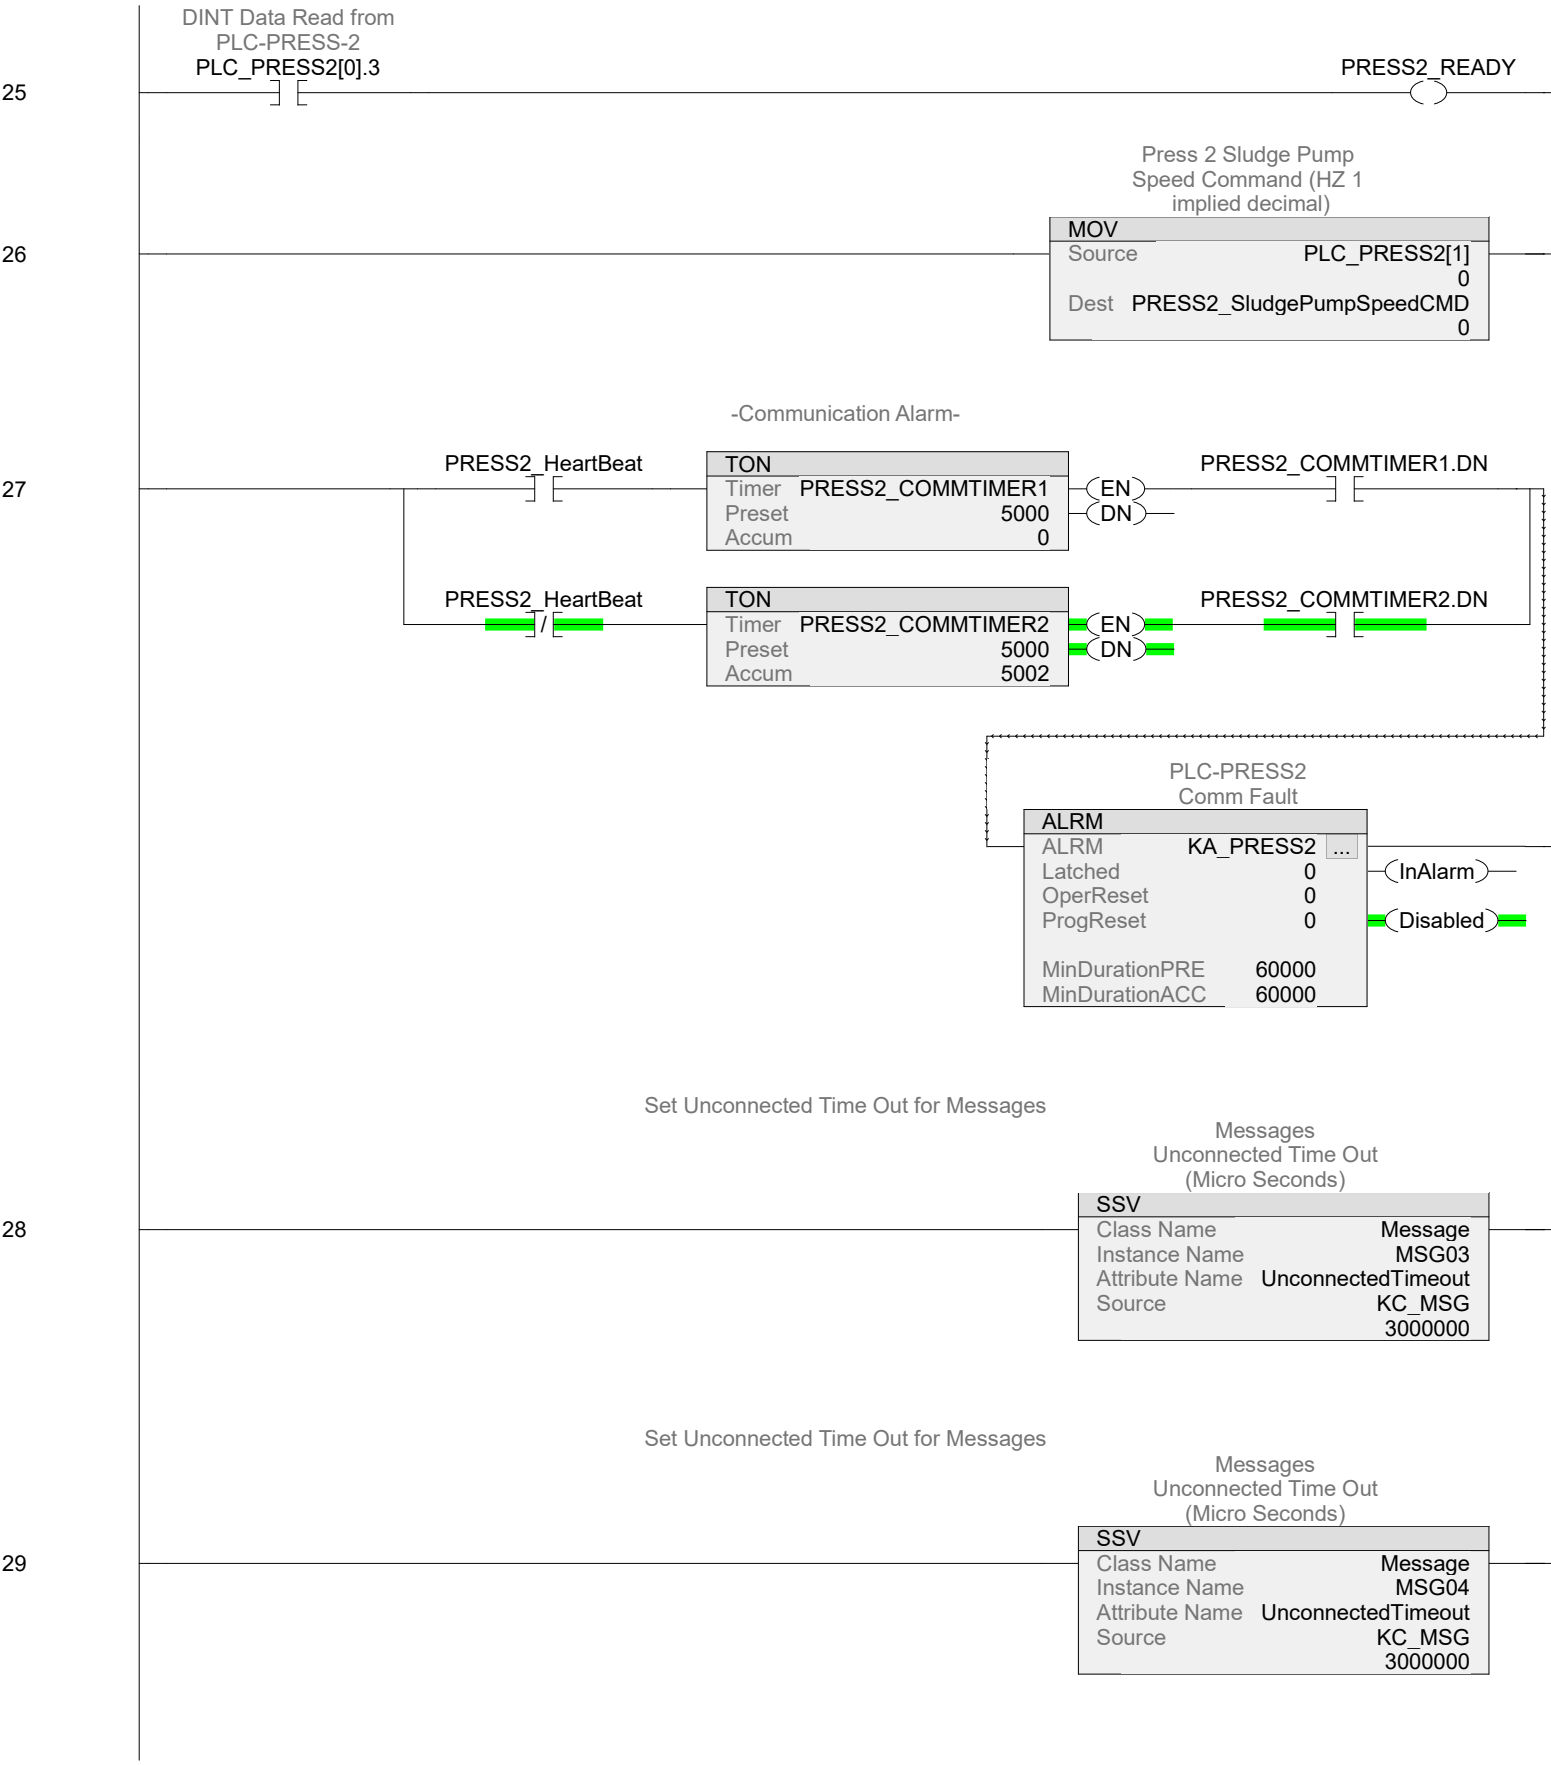 DINT Data Read from
PLC-PRESS-2
PLC_PRESS2[0].3
PRESS2_READY
25
Press 2 Sludge Pump
Speed Command (HZ 1
implied decimal)
MOV
26
Source PLC_PRESS2[1]
0
Dest PRESS2_SludgePumpSpeedCMD
0
-Communication Alarm-
PRESS2_HeartBeat
TON
PRESS2_COMMTIMER1.DN
27
Timer PRESS2_COMMTIMER1
EN
Preset 5000
DN
Accum 0
PRESS2_HeartBeat
/
TON
PRESS2_COMMTIMER2.DN
Timer PRESS2_COMMTIMER2
EN
Preset 5000
DN
Accum 5002
PLC-PRESS2
Comm Fault
ALRM
ALRM KA_PRESS2 ...
Latched 0
InAlarm
OperReset 0
ProgReset 0
Disabled
MinDurationPRE 60000
MinDurationACC 60000
Set Unconnected Time Out for Messages
Messages
Unconnected Time Out
(Micro Seconds)
SSV
28
Class Name Message
Instance Name MSG03
Attribute Name UnconnectedTimeout
Source KC_MSG
3000000
Set Unconnected Time Out for Messages
Messages
Unconnected Time Out
(Micro Seconds)
SSV
29
Class Name Message
Instance Name MSG04
Attribute Name UnconnectedTimeout
Source KC_MSG
3000000